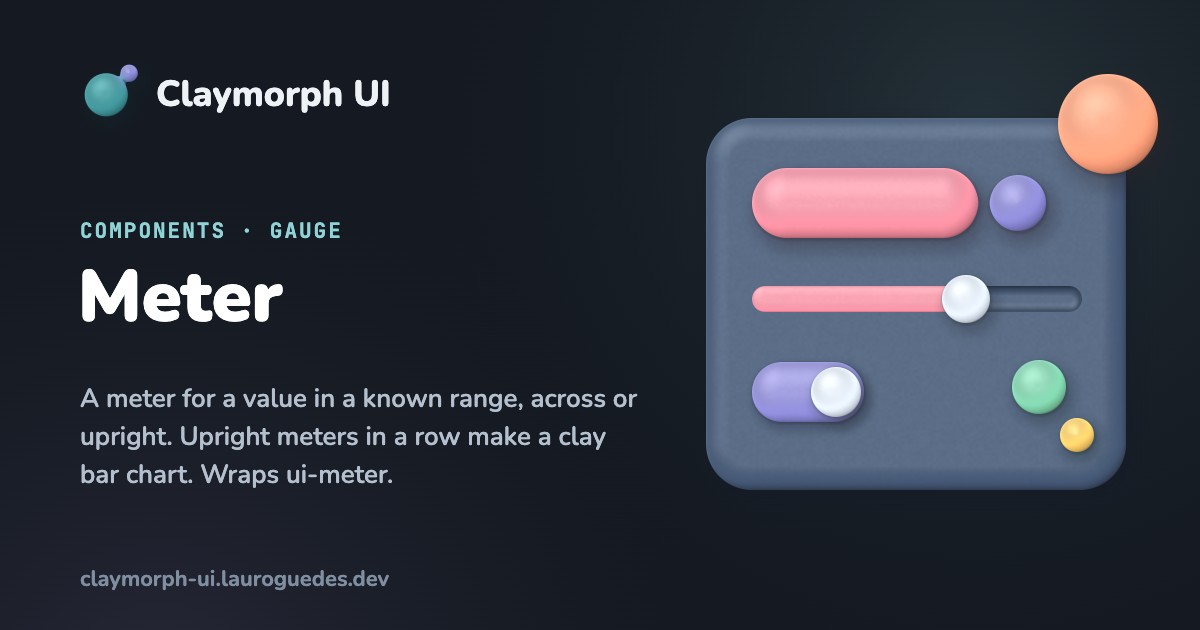 Claymorph UI
COMPONENTS · GAUGE
Meter
A meter for a value in a known range, across or
upright. Upright meters in a row make a clay
bar chart. Wraps ui-meter.
claymorph-ui.lauroguedes.dev